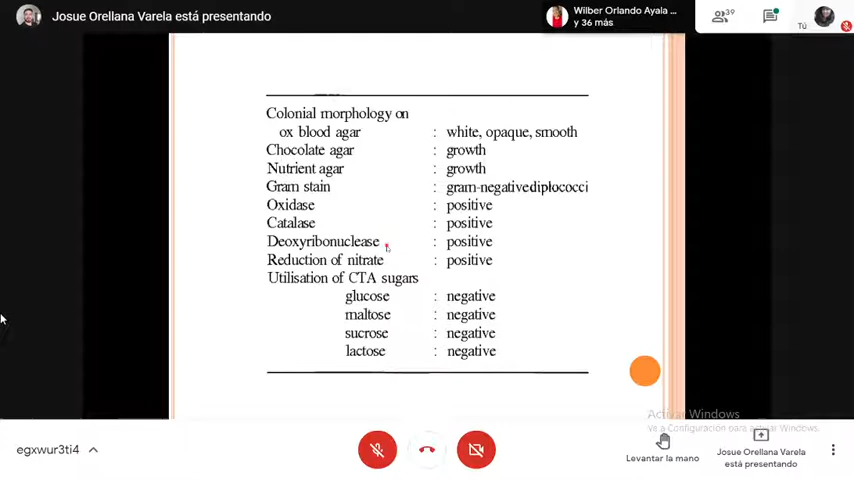 Josue Orellana Varela está presentando
Wilber Orlando Ayala ...
y 36 más
39
Tú
Colonial morphology on
ox blood agar : white, opaque, smooth
Chocolate agar : growth
Nutrient agar : growth
Gram stain : gram-negative diplococci
Oxidase : positive
Catalase : positive
Deoxyribonuclease : positive
Reduction of nitrate : positive
Utilisation of CTA sugars
glucose : negative
maltose : negative
sucrose : negative
lactose : negative
Activar Windows
Ve a Configuración para activar Windows.
egxwur3ti4
Levantar la mano
Josue Orellana Varela
está presentando